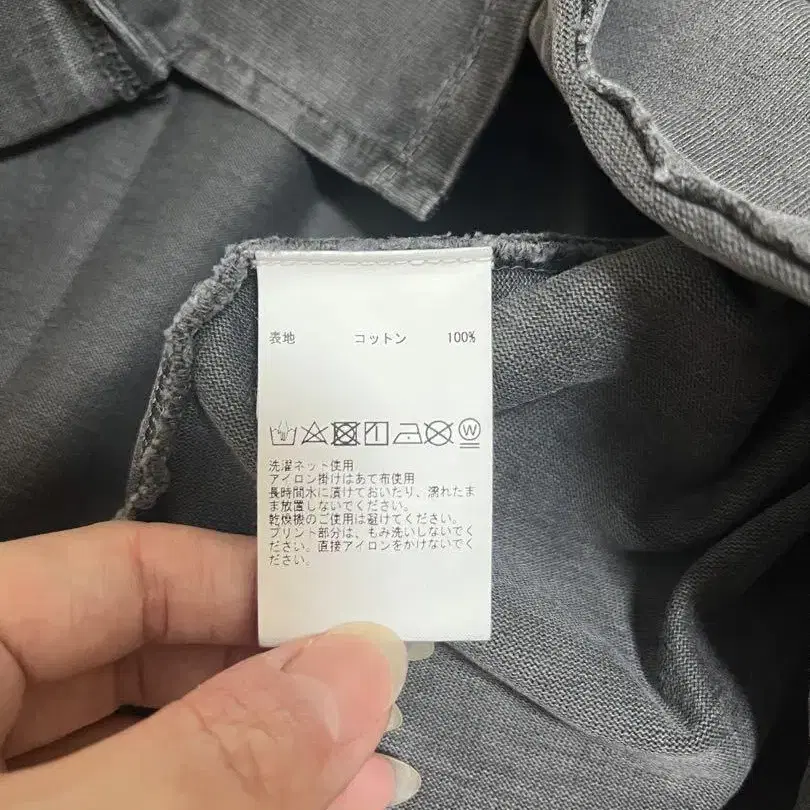 表地 コットン 100%
W
洗濯ネット使用
アイロン掛けはあて布使用
長時間水に漬けておいたり、濡れたま
ま放置しないでください。
乾燥機のご使用は避けてください。
プリント部分は、もみ洗いしないでく
ださい。直接アイロンをかけないでく
ださい。